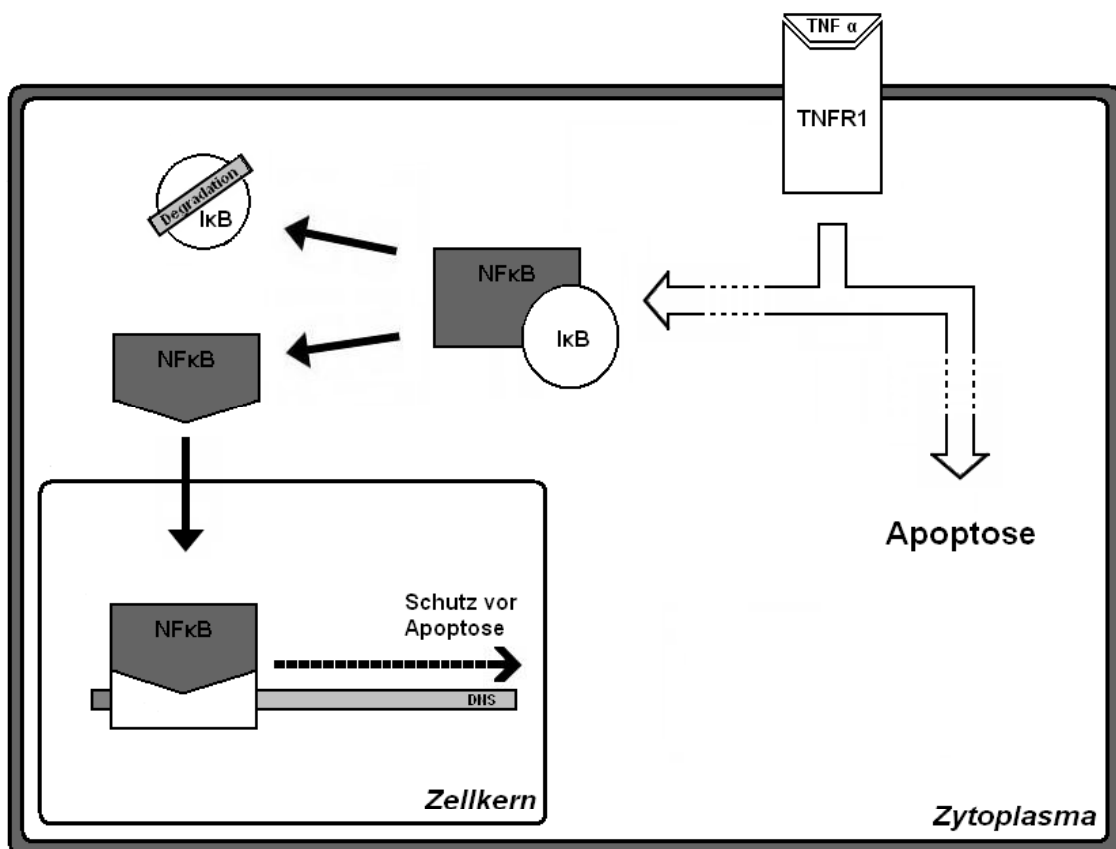 TNF α
TNFR1
Degradation
IκB
NFκB
IκB
NFκB
Apoptose
NFκB
Schutz vor
Apoptose
DNS
Zellkern
Zytoplasma